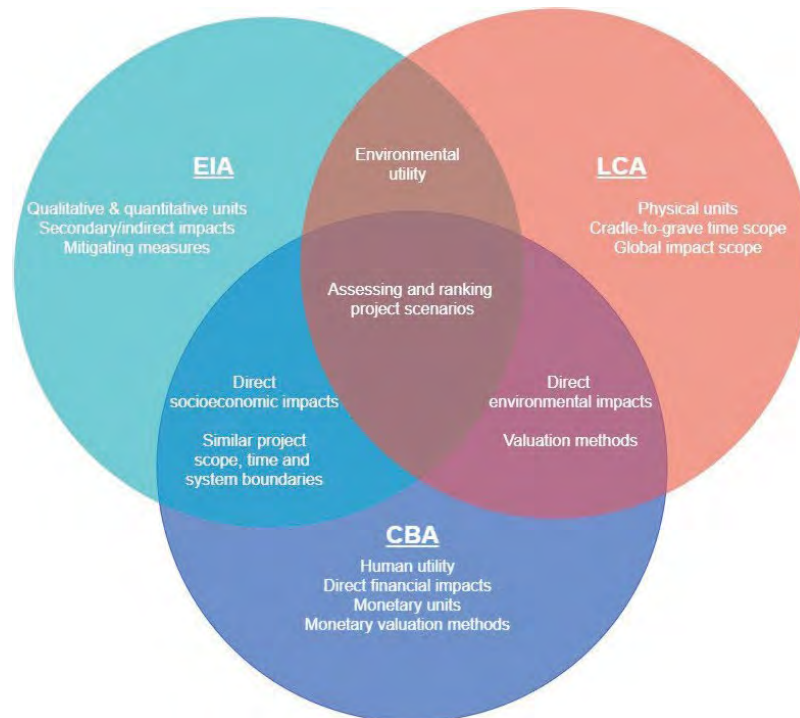 EIA
Qualitative & quantitative units
Secondary/indirect impacts
Mitigating measures
Environmental
utility
LCA
Physical units
Cradle-to-grave time scope
Global impact scope
Assessing and ranking
project scenarios
Direct
socioeconomic impacts
Similar project
scope, time and
system boundaries
Direct
environmental impacts
Valuation methods
CBA
Human utility
Direct financial impacts
Monetary units
Monetary valuation methods